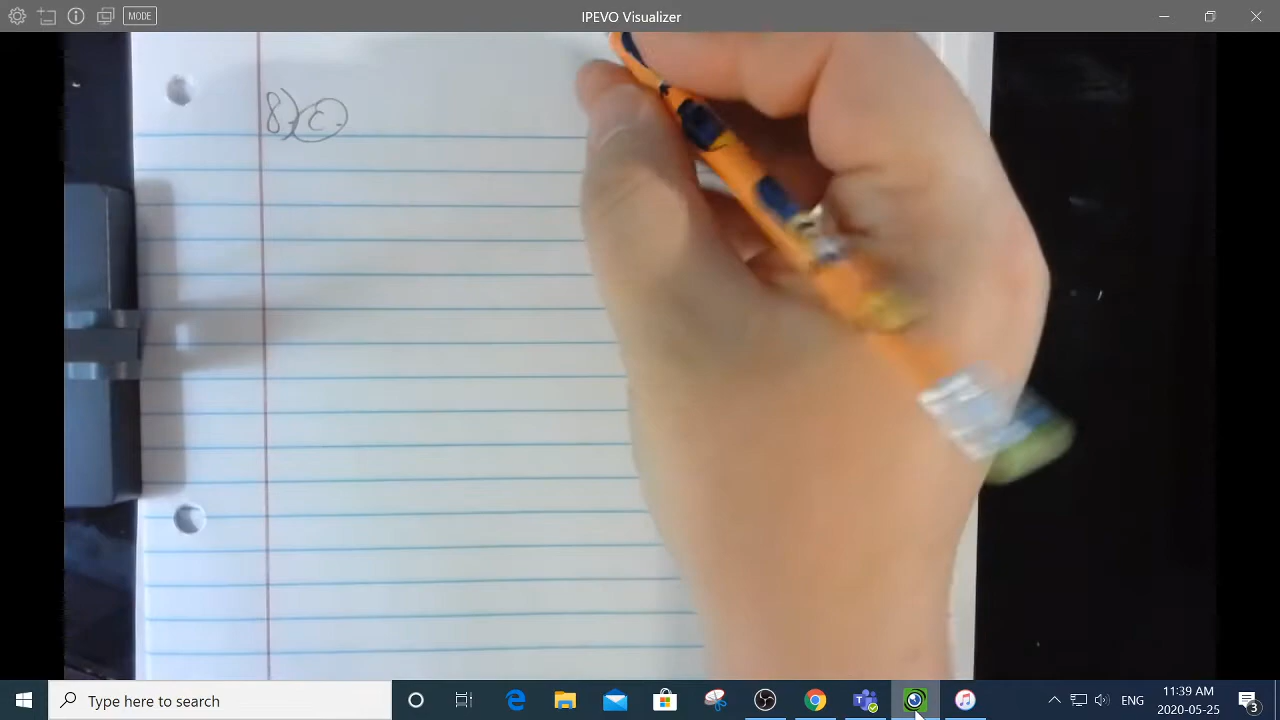 IPEVO Visualizer
MODE
8) c)
Type here to search
ENG
11:39 AM
2020-05-25
3